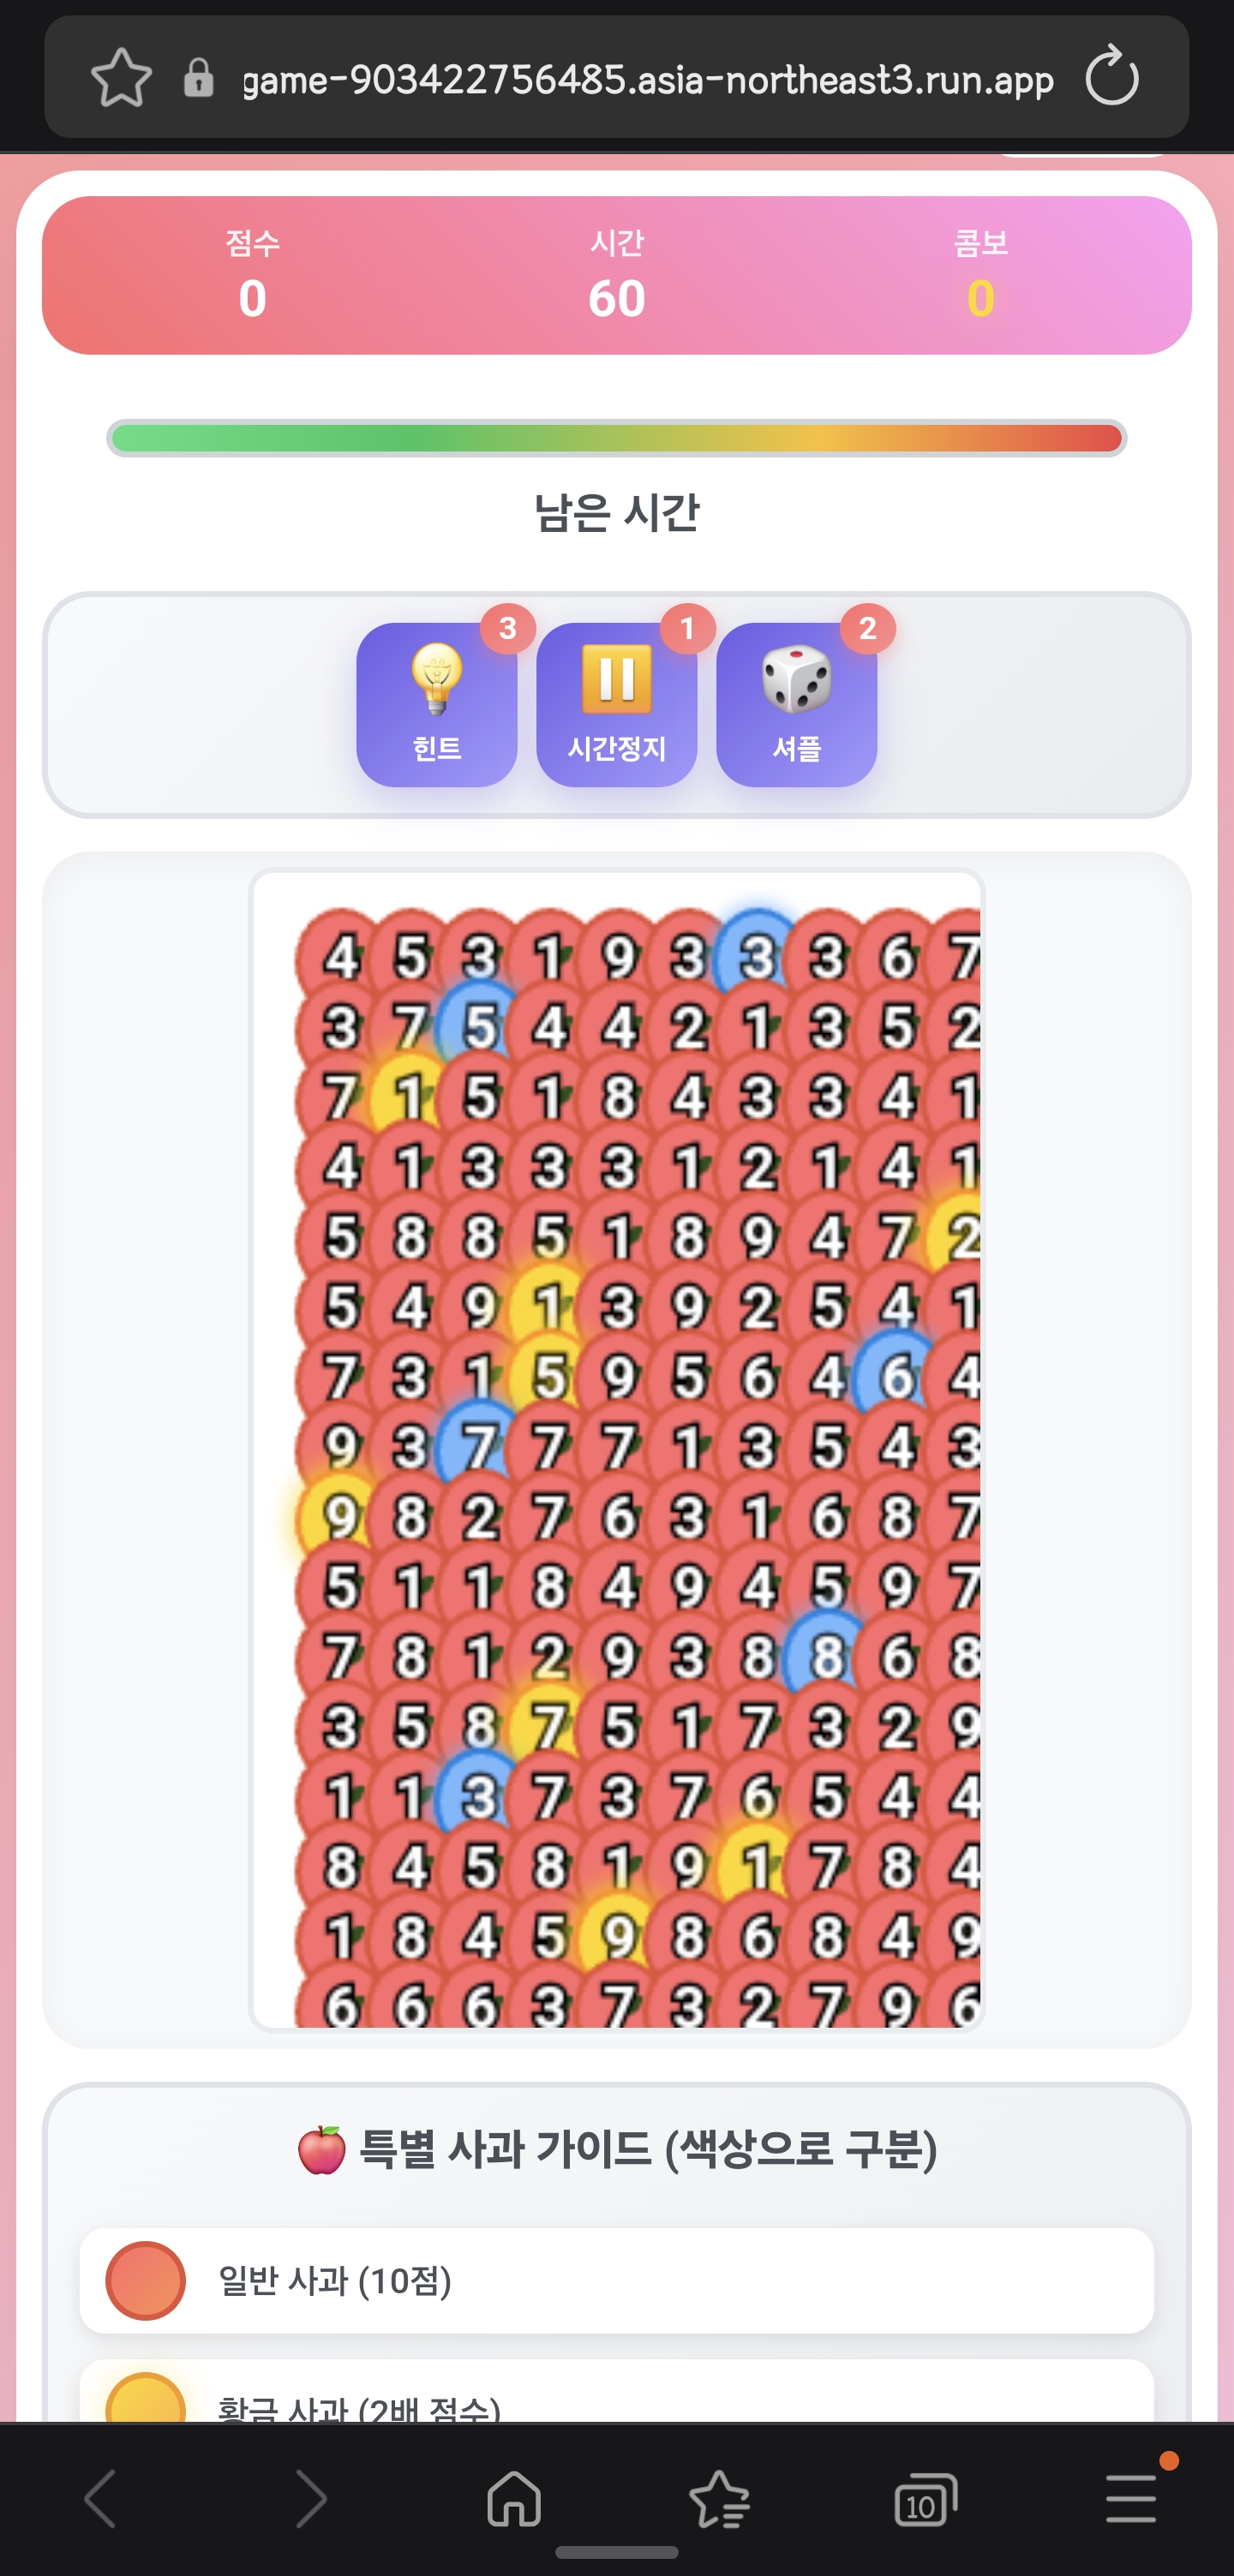 game-903422756485.asia-northeast3.run.app
점수 시간 콤보
0 60 0
남은 시간
3 1 2
힌트 시간정지 셔플
4 5 3 1 9 3 3 3 6 7
3 7 5 4 4 2 1 3 5 2
7 1 5 1 8 4 3 3 4 1
4 1 3 3 3 1 2 1 4 1
5 8 8 5 1 8 9 4 7 2
5 4 9 1 3 9 2 5 4 1
7 3 1 5 9 5 6 4 6 4
9 3 7 7 7 1 3 5 4 3
9 8 2 7 6 3 1 6 8 7
5 1 1 8 4 9 4 5 9 7
7 8 1 2 9 3 8 8 6 8
3 5 8 7 5 1 7 3 2 9
1 1 3 7 3 7 6 5 4 4
8 4 5 8 1 9 1 7 8 4
1 8 4 5 9 8 6 8 4 9
6 6 6 3 7 3 2 7 9 6
특별 사과 가이드 (색상으로 구분)
일반 사과 (10점)
황금 사과 (2배 점수)
10